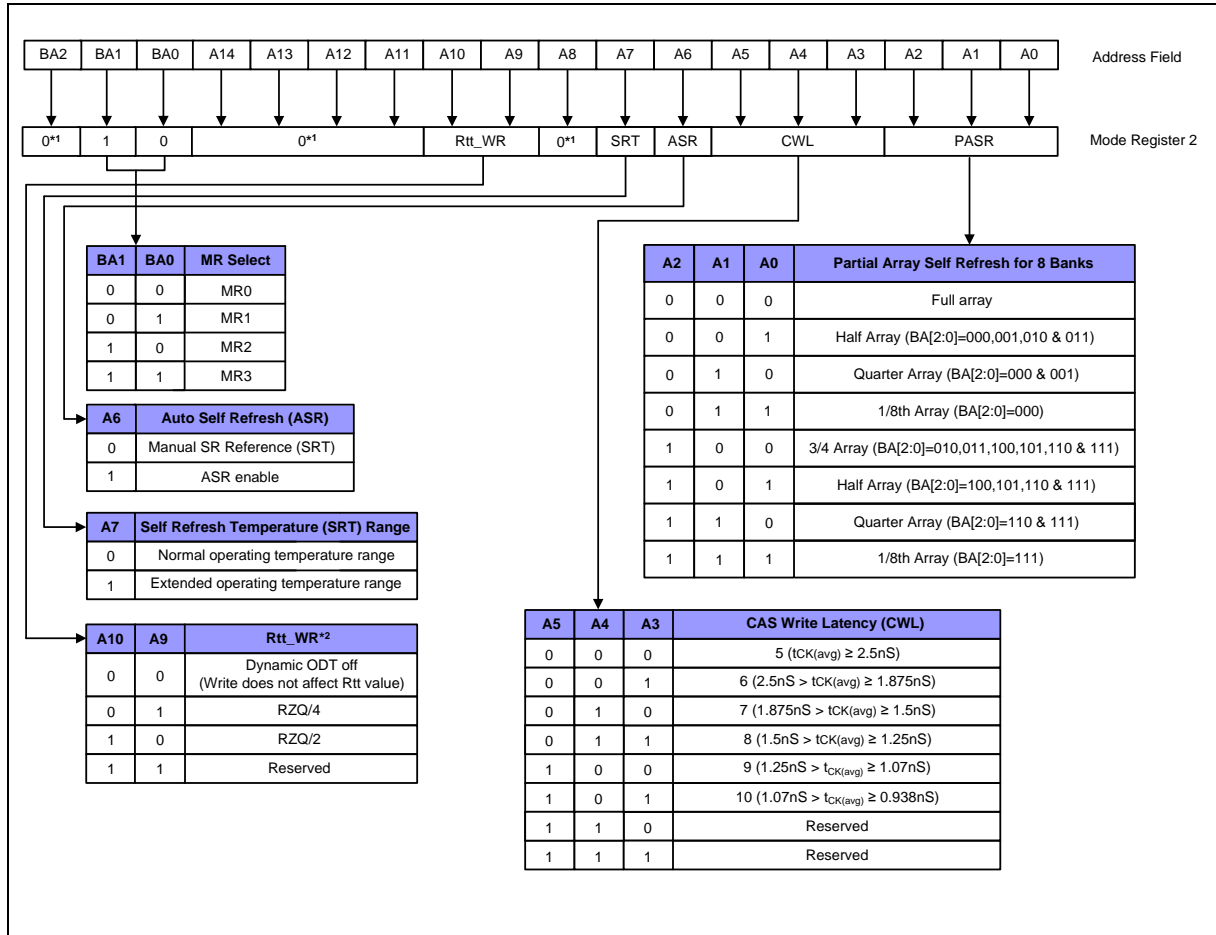 BA2 BA1 BA0 A14 A13 A12 A11 A10 A9 A8 A7 A6 A5 A4 A3 A2 A1 A0 Address Field
0*1 1 0 0*1 Rtt_WR 0*1 SRT ASR CWL PASR Mode Register 2
BA1 BA0 MR Select
0 0 MR0
0 1 MR1
1 0 MR2
1 1 MR3
A6 Auto Self Refresh (ASR)
0 Manual SR Reference (SRT)
1 ASR enable
A7 Self Refresh Temperature (SRT) Range
0 Normal operating temperature range
1 Extended operating temperature range
A10 A9 Rtt_WR*2
0 0 Dynamic ODT off
(Write does not affect Rtt value)
0 1 RZQ/4
1 0 RZQ/2
1 1 Reserved
A2 A1 A0 Partial Array Self Refresh for 8 Banks
0 0 0 Full array
0 0 1 Half Array (BA[2:0]=000,001,010 & 011)
0 1 0 Quarter Array (BA[2:0]=000 & 001)
0 1 1 1/8th Array (BA[2:0]=000)
1 0 0 3/4 Array (BA[2:0]=010,011,100,101,110 & 111)
1 0 1 Half Array (BA[2:0]=100,101,110 & 111)
1 1 0 Quarter Array (BA[2:0]=110 & 111)
1 1 1 1/8th Array (BA[2:0]=111)
A5 A4 A3 CAS Write Latency (CWL)
0 0 0 5 (tCK(avg) ≥ 2.5nS)
0 0 1 6 (2.5nS > tCK(avg) ≥ 1.875nS)
0 1 0 7 (1.875nS > tCK(avg) ≥ 1.5nS)
0 1 1 8 (1.5nS > tCK(avg) ≥ 1.25nS)
1 0 0 9 (1.25nS > tCK(avg) ≥ 1.07nS)
1 0 1 10 (1.07nS > tCK(avg) ≥ 0.938nS)
1 1 0 Reserved
1 1 1 Reserved